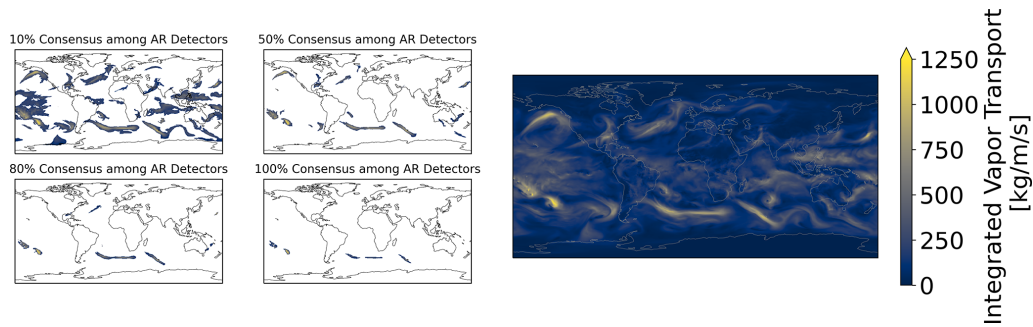 10% Consensus among AR Detectors
50% Consensus among AR Detectors
80% Consensus among AR Detectors
100% Consensus among AR Detectors
1250
1000
750
500
250
0
Integrated Vapor Transport
[kg/m/s]